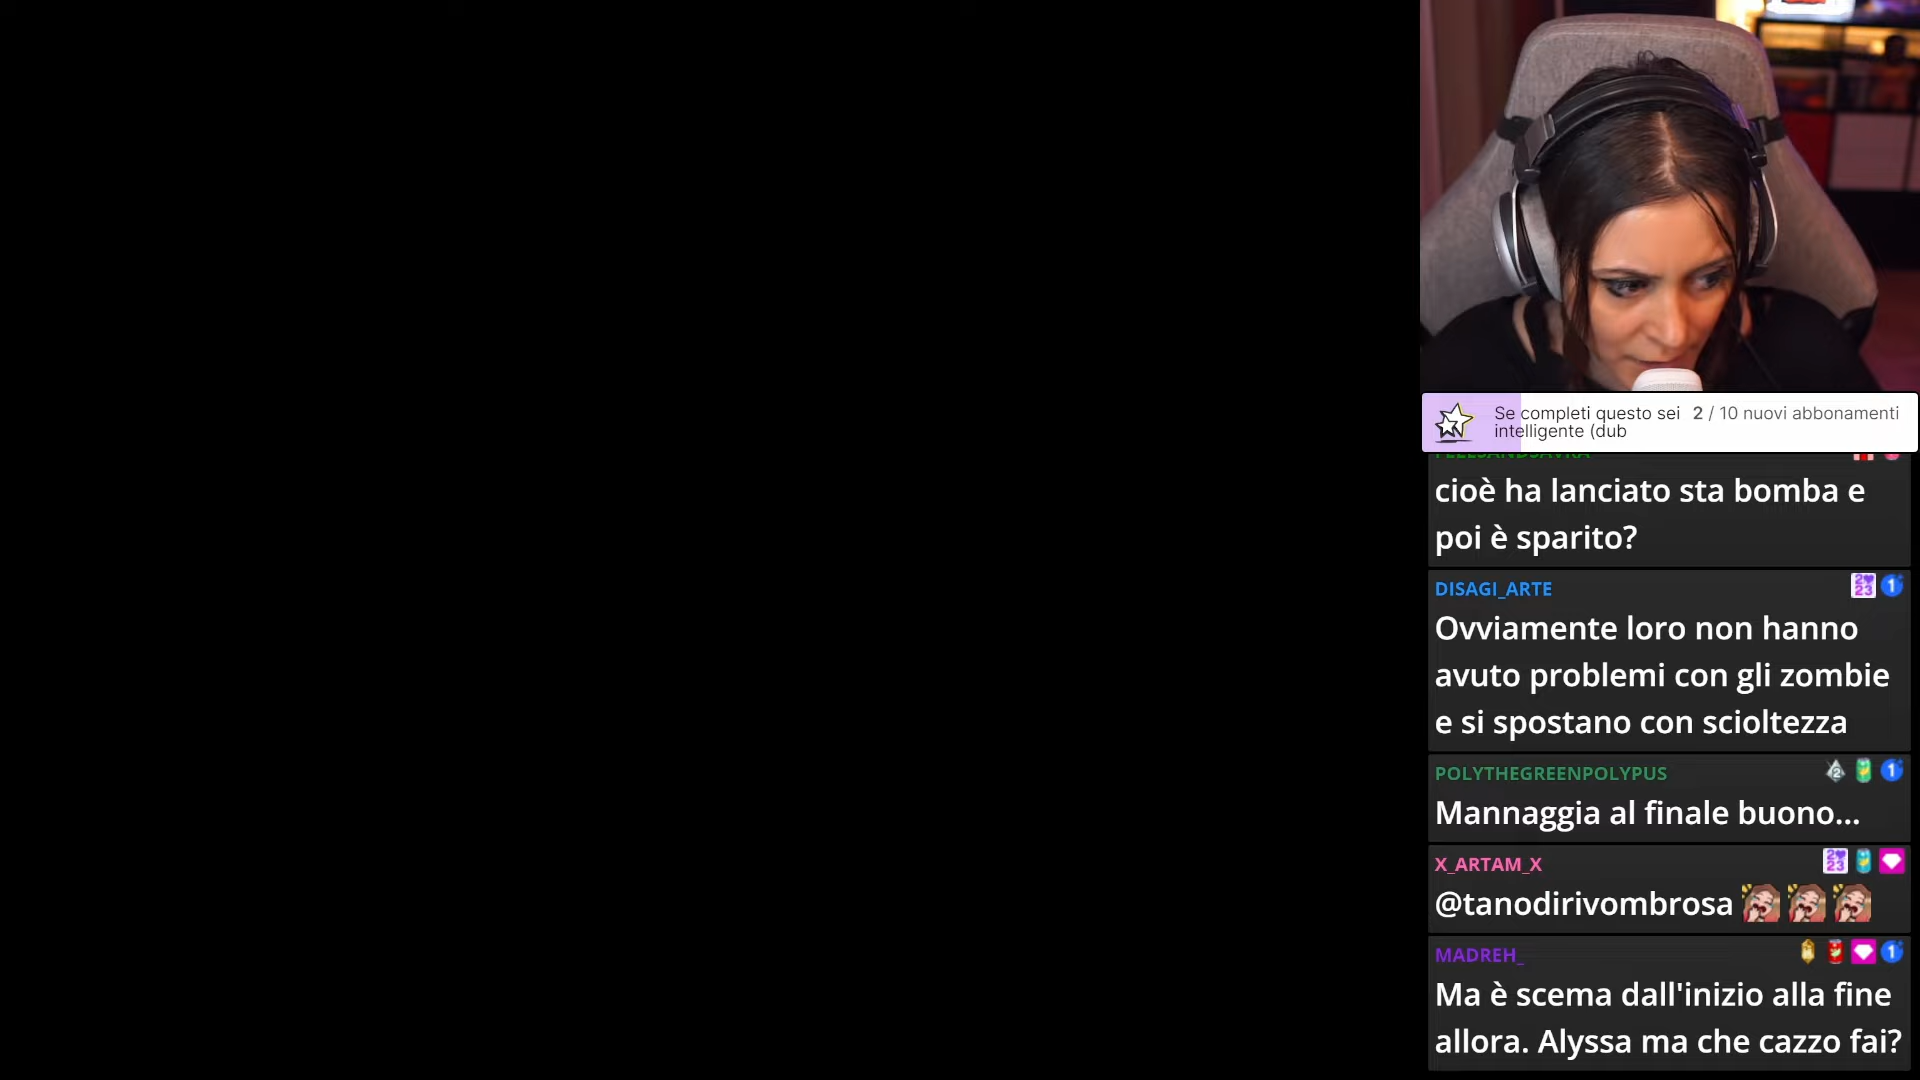 Se completi questo sei 2 / 10 nuovi abbonamenti
intelligente (dub
cioè ha lanciato sta bomba e
poi è sparito?
DISAGI_ARTE
Ovviamente loro non hanno
avuto problemi con gli zombie
e si spostano con scioltezza
POLYTHEGREENPOLYPUS
Mannaggia al finale buono...
X_ARTAM_X
@tanodirivombrosa
MADREH_
Ma è scema dall'inizio alla fine
allora. Alyssa ma che cazzo fai?